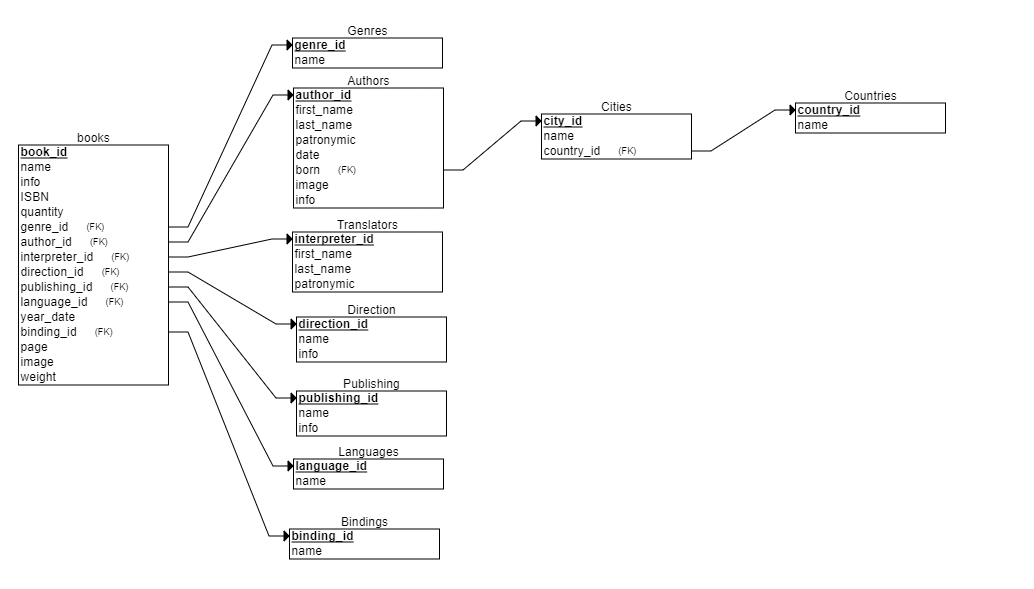 books
book_id
name
info
ISBN
quantity
genre_id (FK)
author_id (FK)
interpreter_id (FK)
direction_id (FK)
publishing_id (FK)
language_id (FK)
year_date
binding_id (FK)
page
image
weight
Genres
genre_id
name
Authors
author_id
first_name
last_name
patronymic
date
born (FK)
image
info
Translators
interpreter_id
first_name
last_name
patronymic
Direction
direction_id
name
info
Publishing
publishing_id
name
info
Languages
language_id
name
Bindings
binding_id
name
Cities
city_id
name
country_id (FK)
Countries
country_id
name